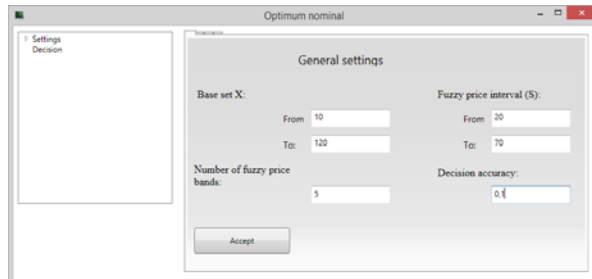 Optimum nominal
Settings
Decision
General settings
Base set X:
From 10
To: 120
Fuzzy price interval (S):
From 20
To: 70
Number of fuzzy price
bands:
5
Decision accuracy:
0,1
Accept